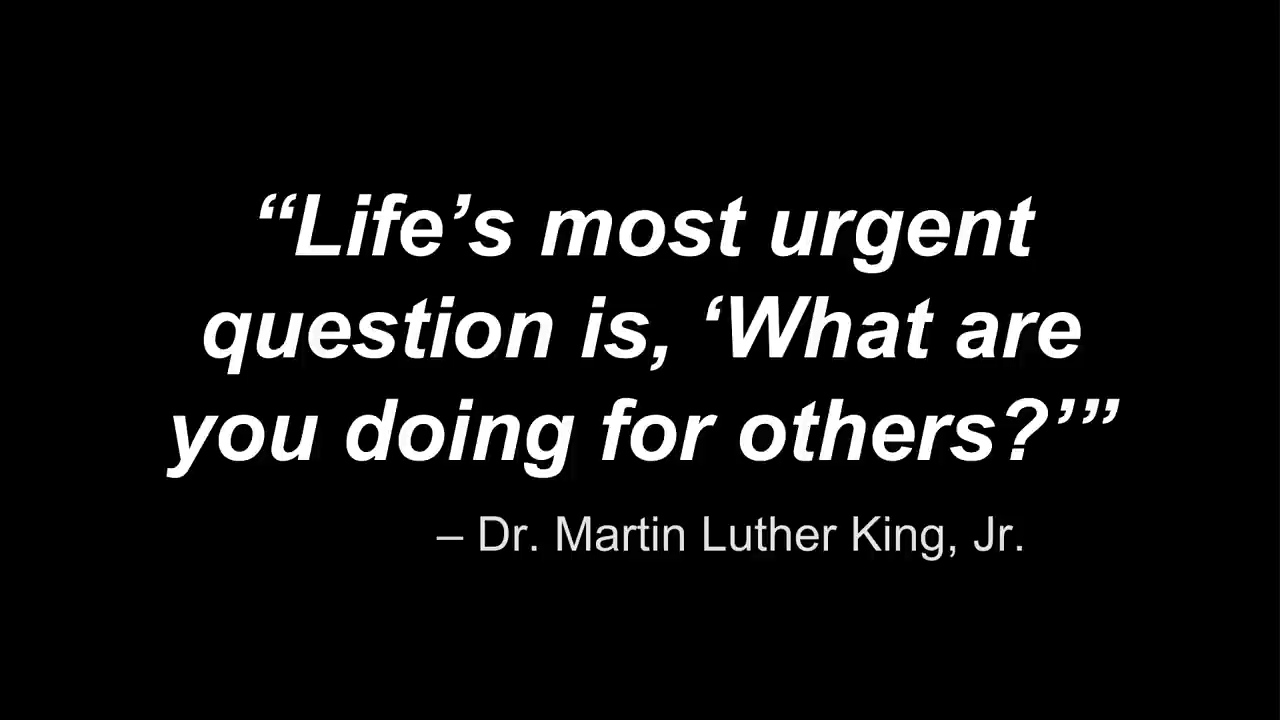 “Life’s most urgent
question is, ‘What are
you doing for others?’”
– Dr. Martin Luther King, Jr.